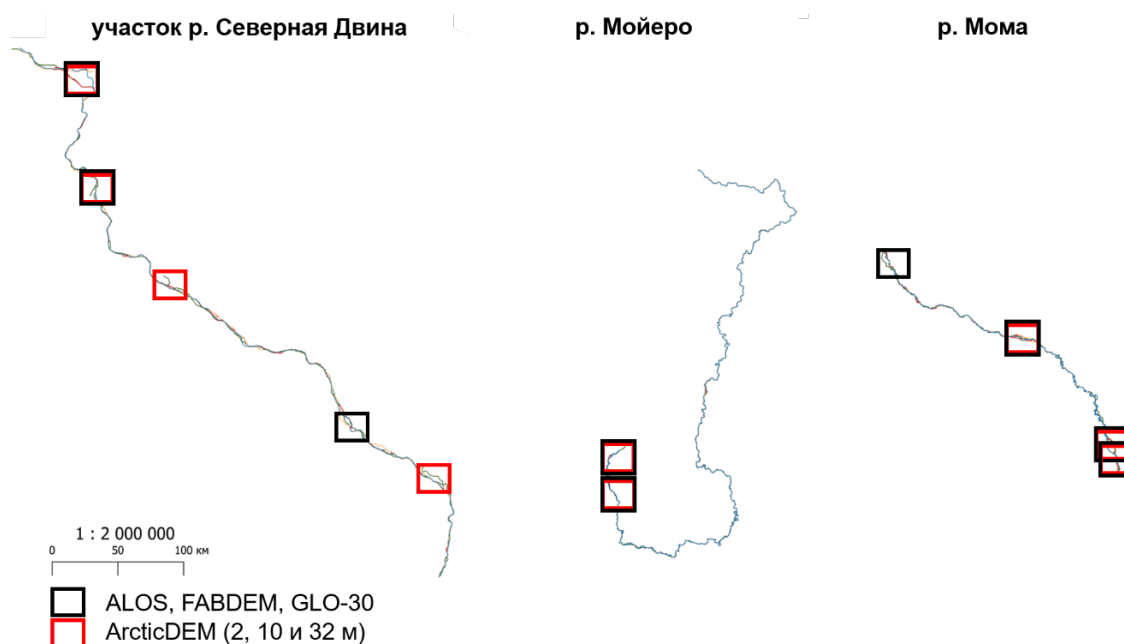 участок р. Северная Двина
р. Мойеро
р. Мома
1 : 2 000 000
0 50 100 км
ALOS, FABDEM, GLO-30
ArcticDEM (2, 10 и 32 м)